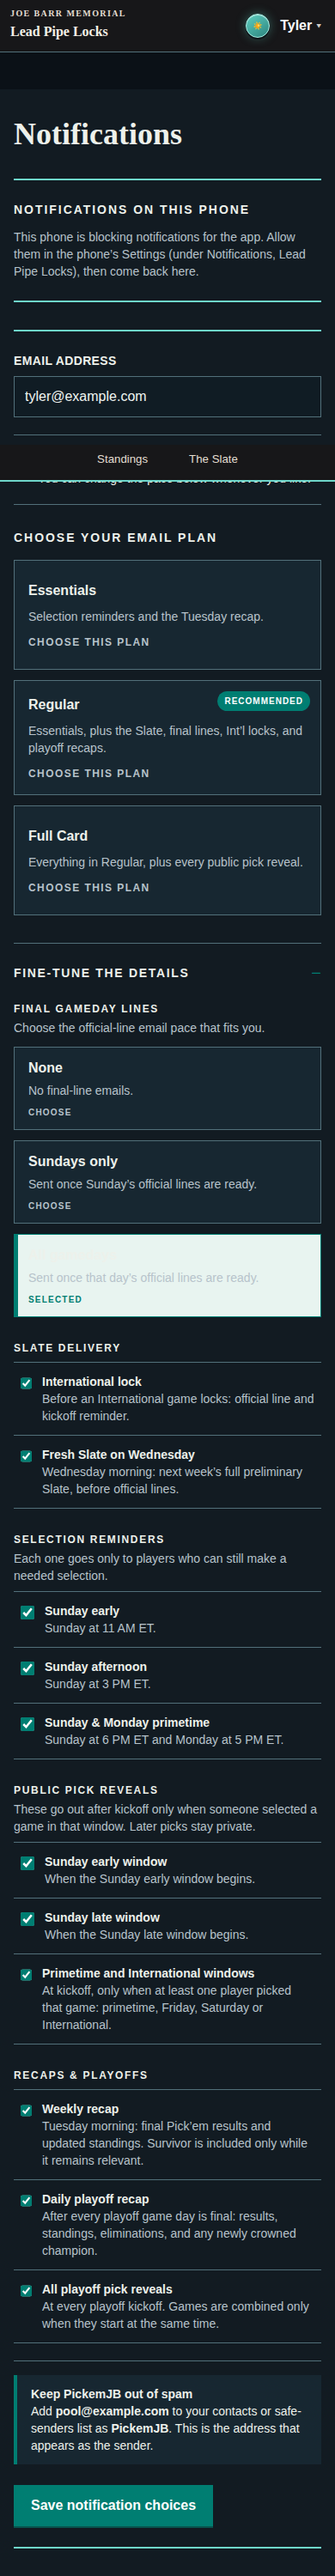 JOE BARR MEMORIAL
Lead Pipe Locks
Tyler
Notifications
NOTIFICATIONS ON THIS PHONE
This phone is blocking notifications for the app. Allow
them in the phone's Settings (under Notifications, Lead
Pipe Locks), then come back here.
EMAIL ADDRESS
tyler@example.com
Standings
The Slate
CHOOSE YOUR EMAIL PLAN
Essentials
Selection reminders and the Tuesday recap.
CHOOSE THIS PLAN
Regular
RECOMMENDED
Essentials, plus the Slate, final lines, Int'l locks, and
playoff recaps.
CHOOSE THIS PLAN
Full Card
Everything in Regular, plus every public pick reveal.
CHOOSE THIS PLAN
FINE-TUNE THE DETAILS
FINAL GAMEDAY LINES
Choose the official-line email pace that fits you.
None
No final-line emails.
CHOOSE
Sundays only
Sent once Sunday's official lines are ready.
CHOOSE
Sent once that day's official lines are ready.
SELECTED
SLATE DELIVERY
International lock
Before an International game locks: official line and
kickoff reminder.
Fresh Slate on Wednesday
Wednesday morning: next week's full preliminary
Slate, before official lines.
SELECTION REMINDERS
Each one goes only to players who can still make a
needed selection.
Sunday early
Sunday at 11 AM ET.
Sunday afternoon
Sunday at 3 PM ET.
Sunday & Monday primetime
Sunday at 6 PM ET and Monday at 5 PM ET.
PUBLIC PICK REVEALS
These go out after kickoff only when someone selected a
game in that window. Later picks stay private.
Sunday early window
When the Sunday early window begins.
Sunday late window
When the Sunday late window begins.
Primetime and International windows
At kickoff, only when at least one player picked
that game: primetime, Friday, Saturday or
International.
RECAPS & PLAYOFFS
Weekly recap
Tuesday morning: final Pick'em results and
updated standings. Survivor is included only while
it remains relevant.
Daily playoff recap
After every playoff game day is final: results,
standings, eliminations, and any newly crowned
champion.
All playoff pick reveals
At every playoff kickoff. Games are combined only
when they start at the same time.
Keep PickemJB out of spam
Add pool@example.com to your contacts or safe-
senders list as PickemJB. This is the address that
appears as the sender.
Save notification choices